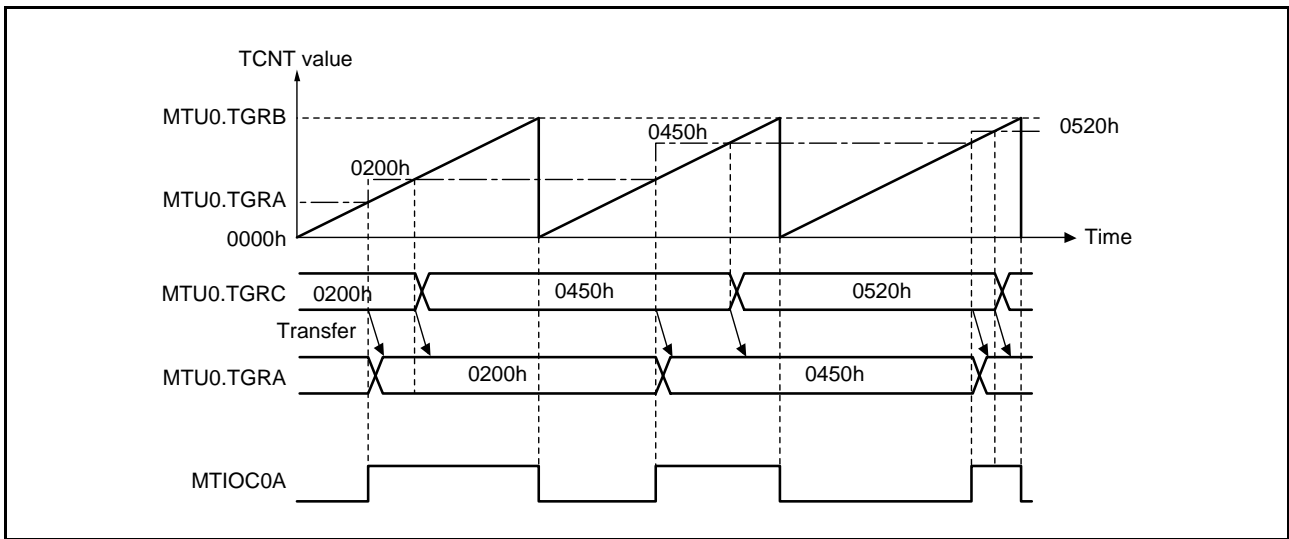 TCNT value
MTU0.TGRB
0520h
0450h
0200h
MTU0.TGRA
0000h
Time
MTU0.TGRC
0200h
0450h
0520h
Transfer
MTU0.TGRA
0200h
0450h
MTIOC0A